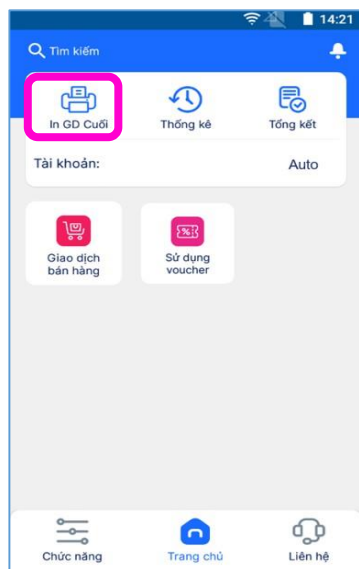 14:21
Tìm kiếm
In GD Cuối
Thống kê
Tổng kết
Tài khoản:
Auto
Giao dịch
bán hàng
Sử dụng
voucher
Chức năng
Trang chủ
Liên hệ